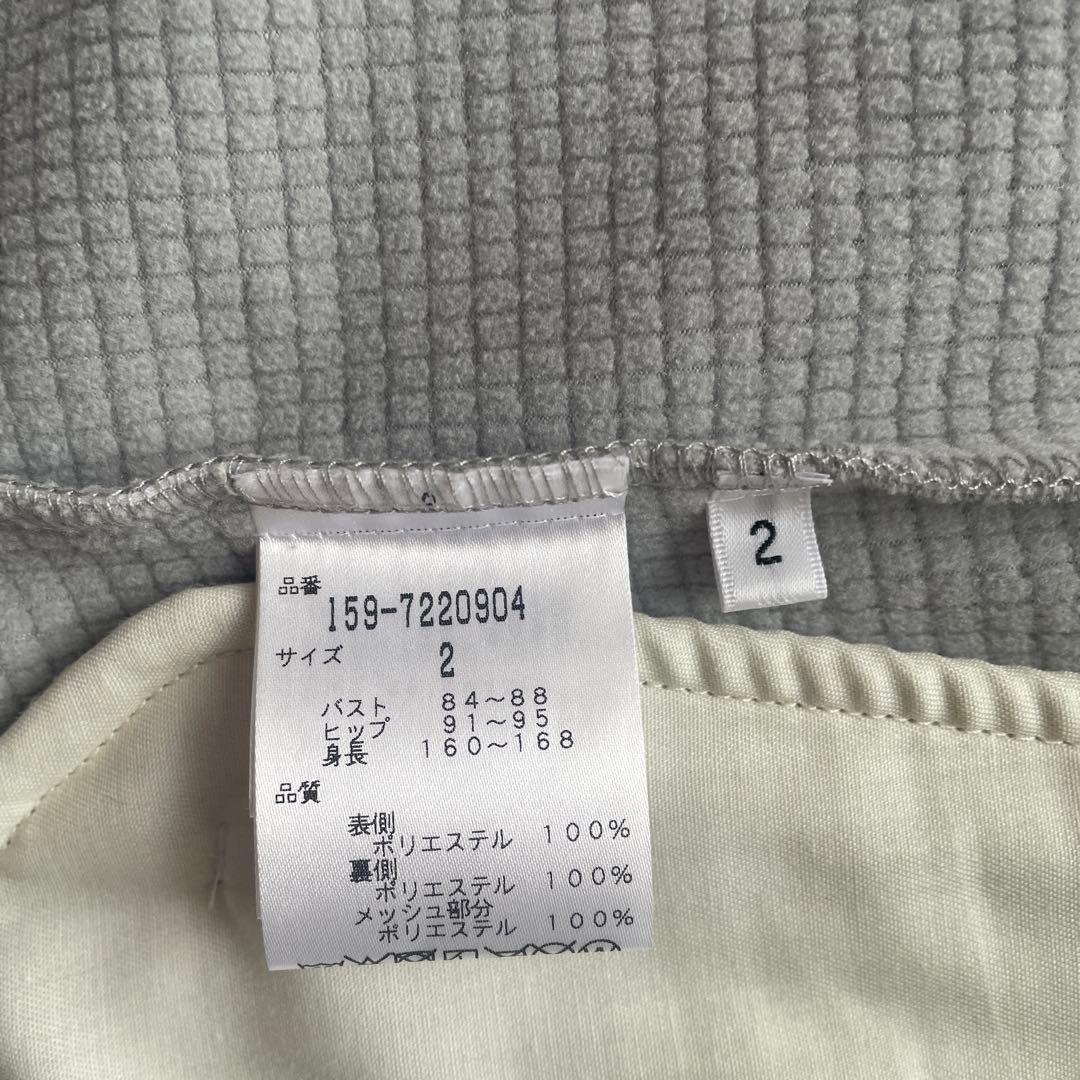 品番
159-7220904
サイズ
2
バスト 84～88
ヒップ 91～95
身長 160～168
品質
表側
ポリエステル 100%
裏側
ポリエステル 100%
メッシュ部分
ポリエステル 100%
2